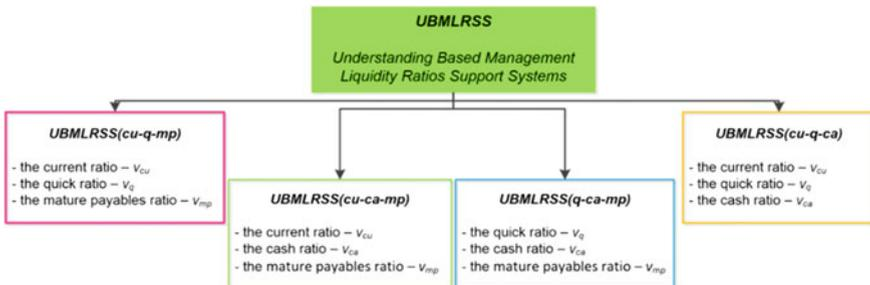 UBMLRSS
Understanding Based Management
Liquidity Ratios Support Systems
UBMLRSS(cu-q-mp)
- the current ratio – vcu
- the quick ratio – vq
- the mature payables ratio – vmp
UBMLRSS(cu-ca-mp)
- the current ratio – vcu
- the cash ratio – vca
- the mature payables ratio – vmp
UBMLRSS(q-ca-mp)
- the quick ratio – vq
- the cash ratio – vca
- the mature payables ratio – vmp
UBMLRSS(cu-q-ca)
- the current ratio – vcu
- the quick ratio – vq
- the cash ratio – vca